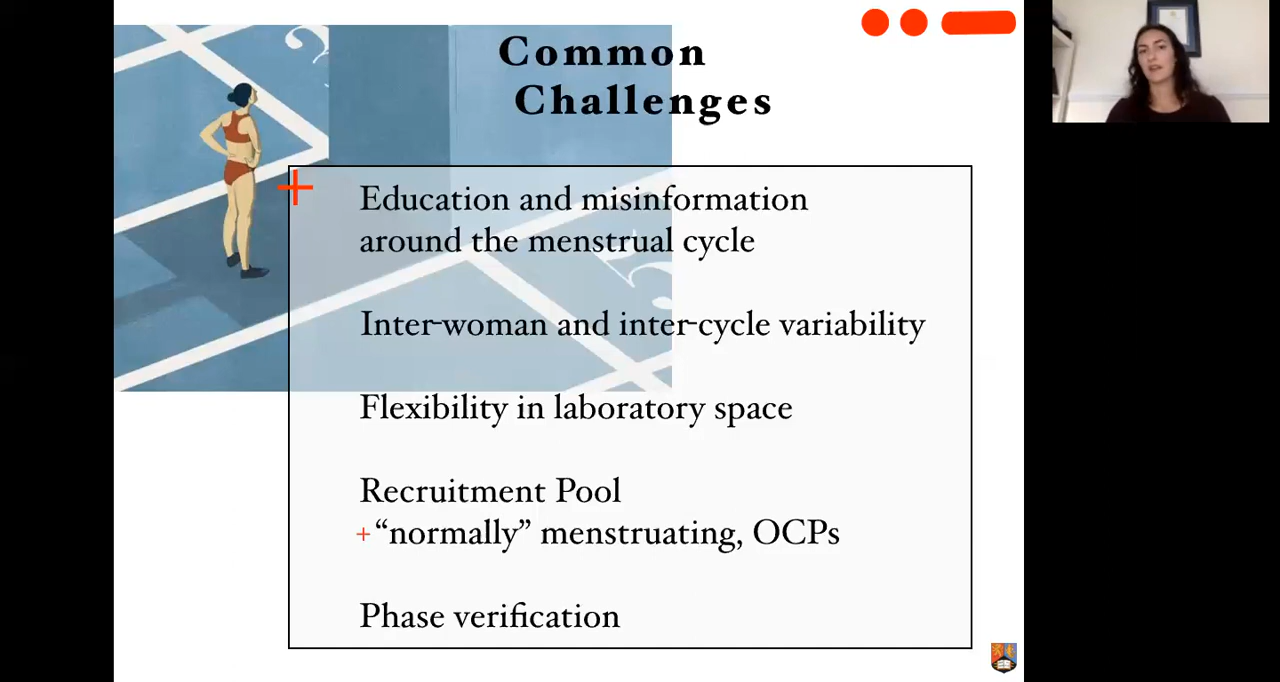 Common
Challenges
Education and misinformation
around the menstrual cycle
Inter-woman and inter-cycle variability
Flexibility in laboratory space
Recruitment Pool
+ “normally” menstruating, OCPs
Phase verification